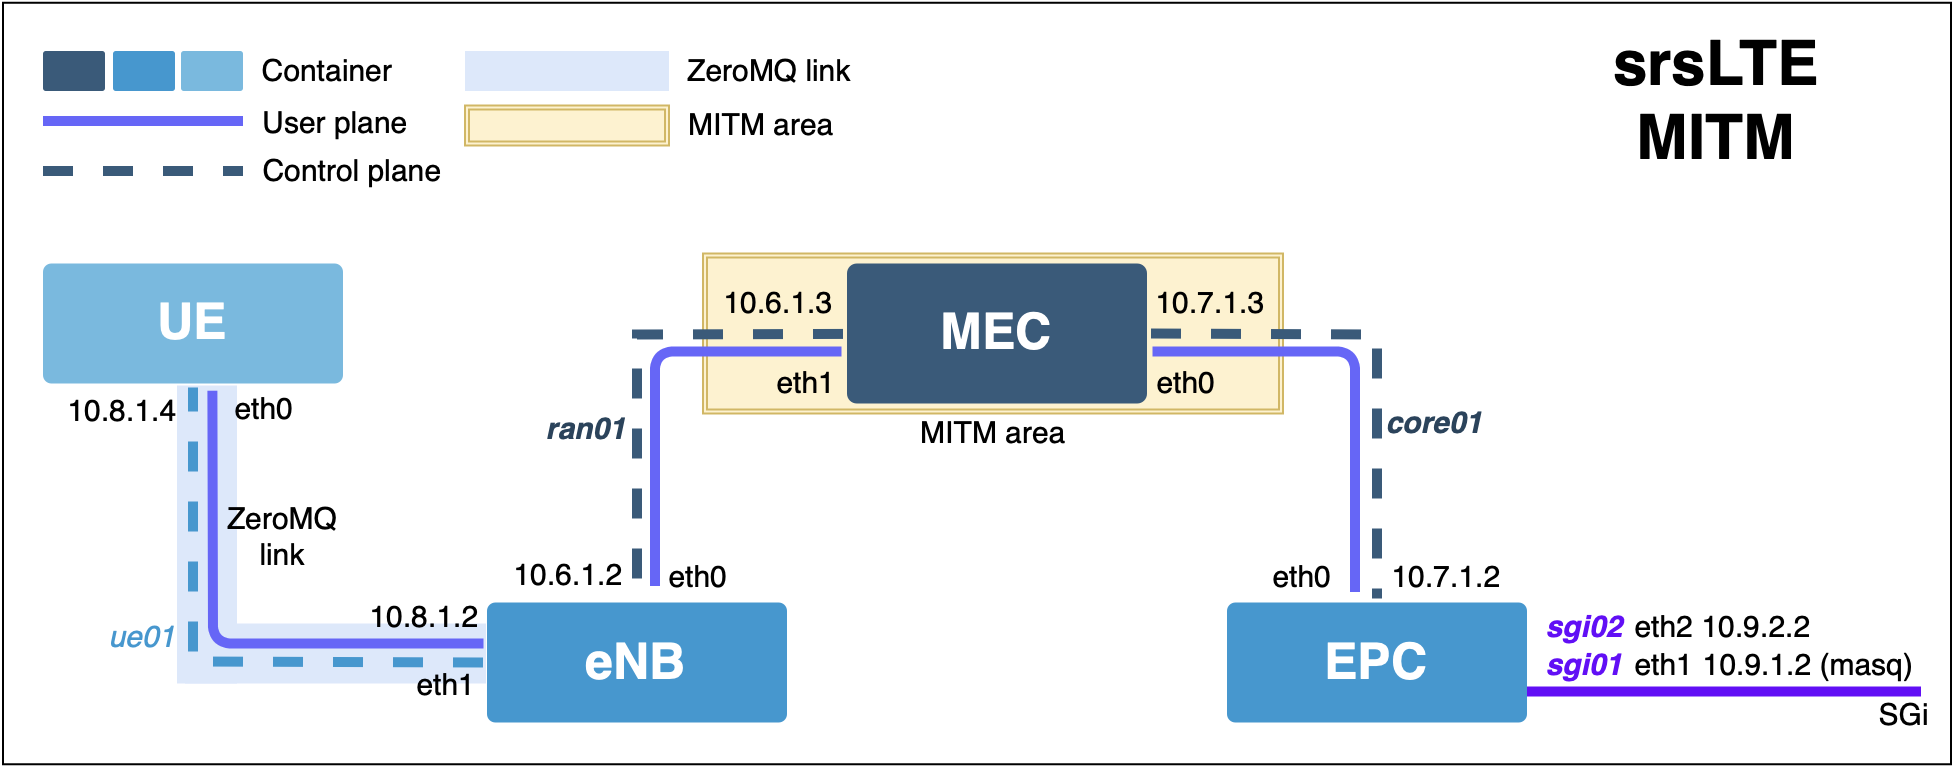 srsLTE
MITM
Container
ZeroMQ link
User plane
MITM area
Control plane
UE
10.8.1.4
eth0
ZeroMQ
link
ue01
10.8.1.2
eth1
eNB
10.6.1.2
eth0
ran01
10.6.1.3
eth1
MEC
10.7.1.3
eth0
MITM area
core01
eth0
10.7.1.2
EPC
sgi02 eth2 10.9.2.2
sgi01 eth1 10.9.1.2 (masq)
SGi